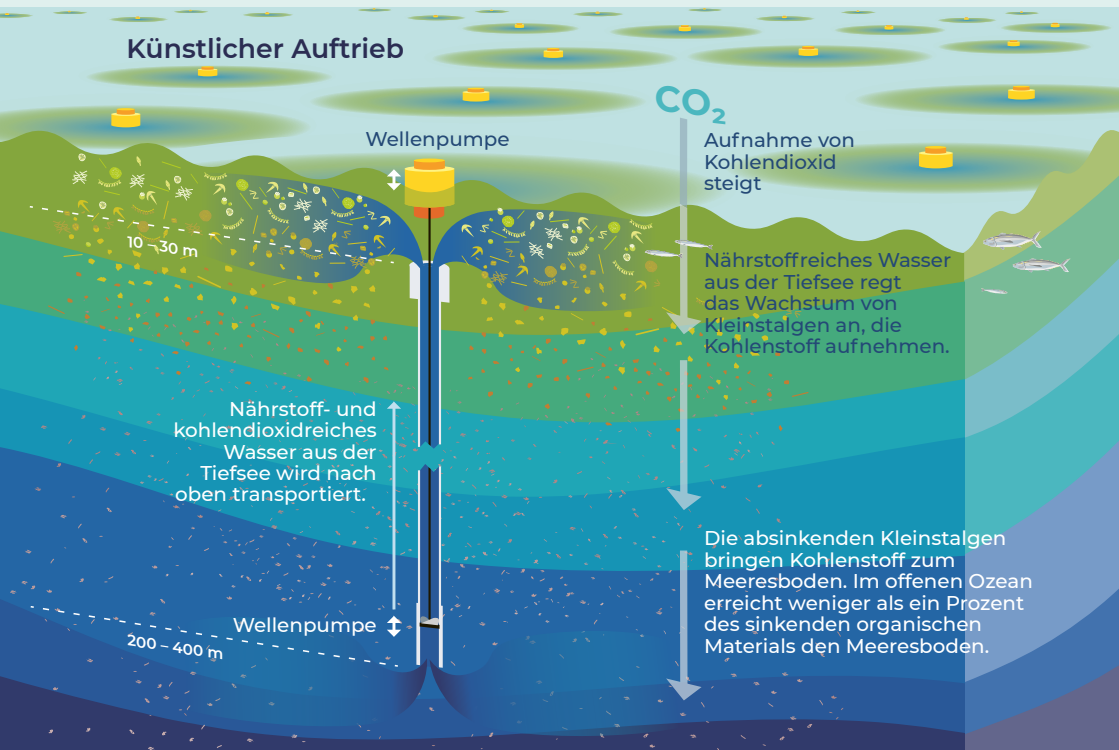 Künstlicher Auftrieb
CO₂
Wellenpumpe
Aufnahme von
Kohlendioxid
steigt
10 – 30 m
Nährstoffreiches Wasser
aus der Tiefsee regt
das Wachstum von
Kleinstalgen an, die
Kohlenstoff aufnehmen.
Nährstoff- und
kohlendioxidreiches
Wasser aus der
Tiefsee wird nach
oben transportiert.
Die absinkenden Kleinstalgen
bringen Kohlenstoff zum
Meeresboden. Im offenen Ozean
erreicht weniger als ein Prozent
des sinkenden organischen
Materials den Meeresboden.
Wellenpumpe
200 – 400 m